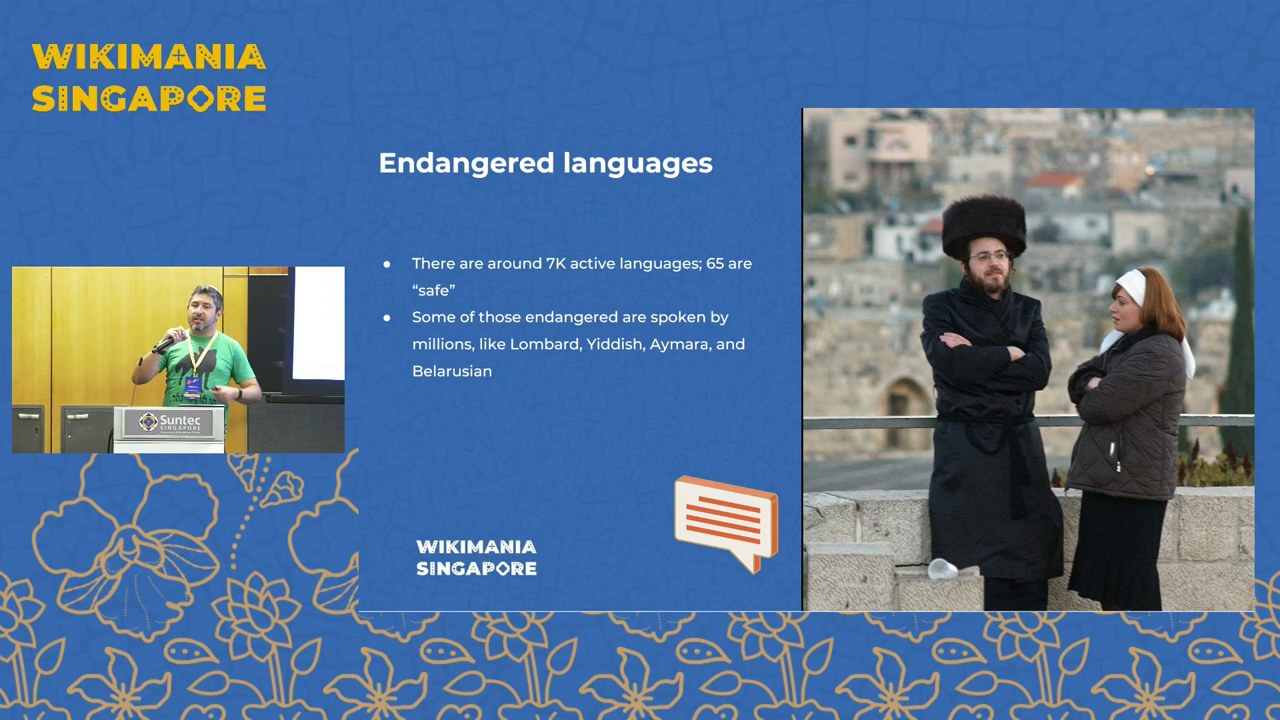 WIKIMANIA
SINGAPORE
Endangered languages
● There are around 7K active languages; 65 are
“safe”
● Some of those endangered are spoken by
millions, like Lombard, Yiddish, Aymara, and
Belarusian
Suntec
SINGAPORE
WIKIMANIA
SINGAPORE